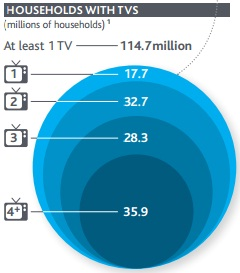 HOUSEHOLDS WITH TVS
(millions of households) 1
At least 1 TV 114.7million
1 17.7
2 32.7
3 28.3
4+ 35.9